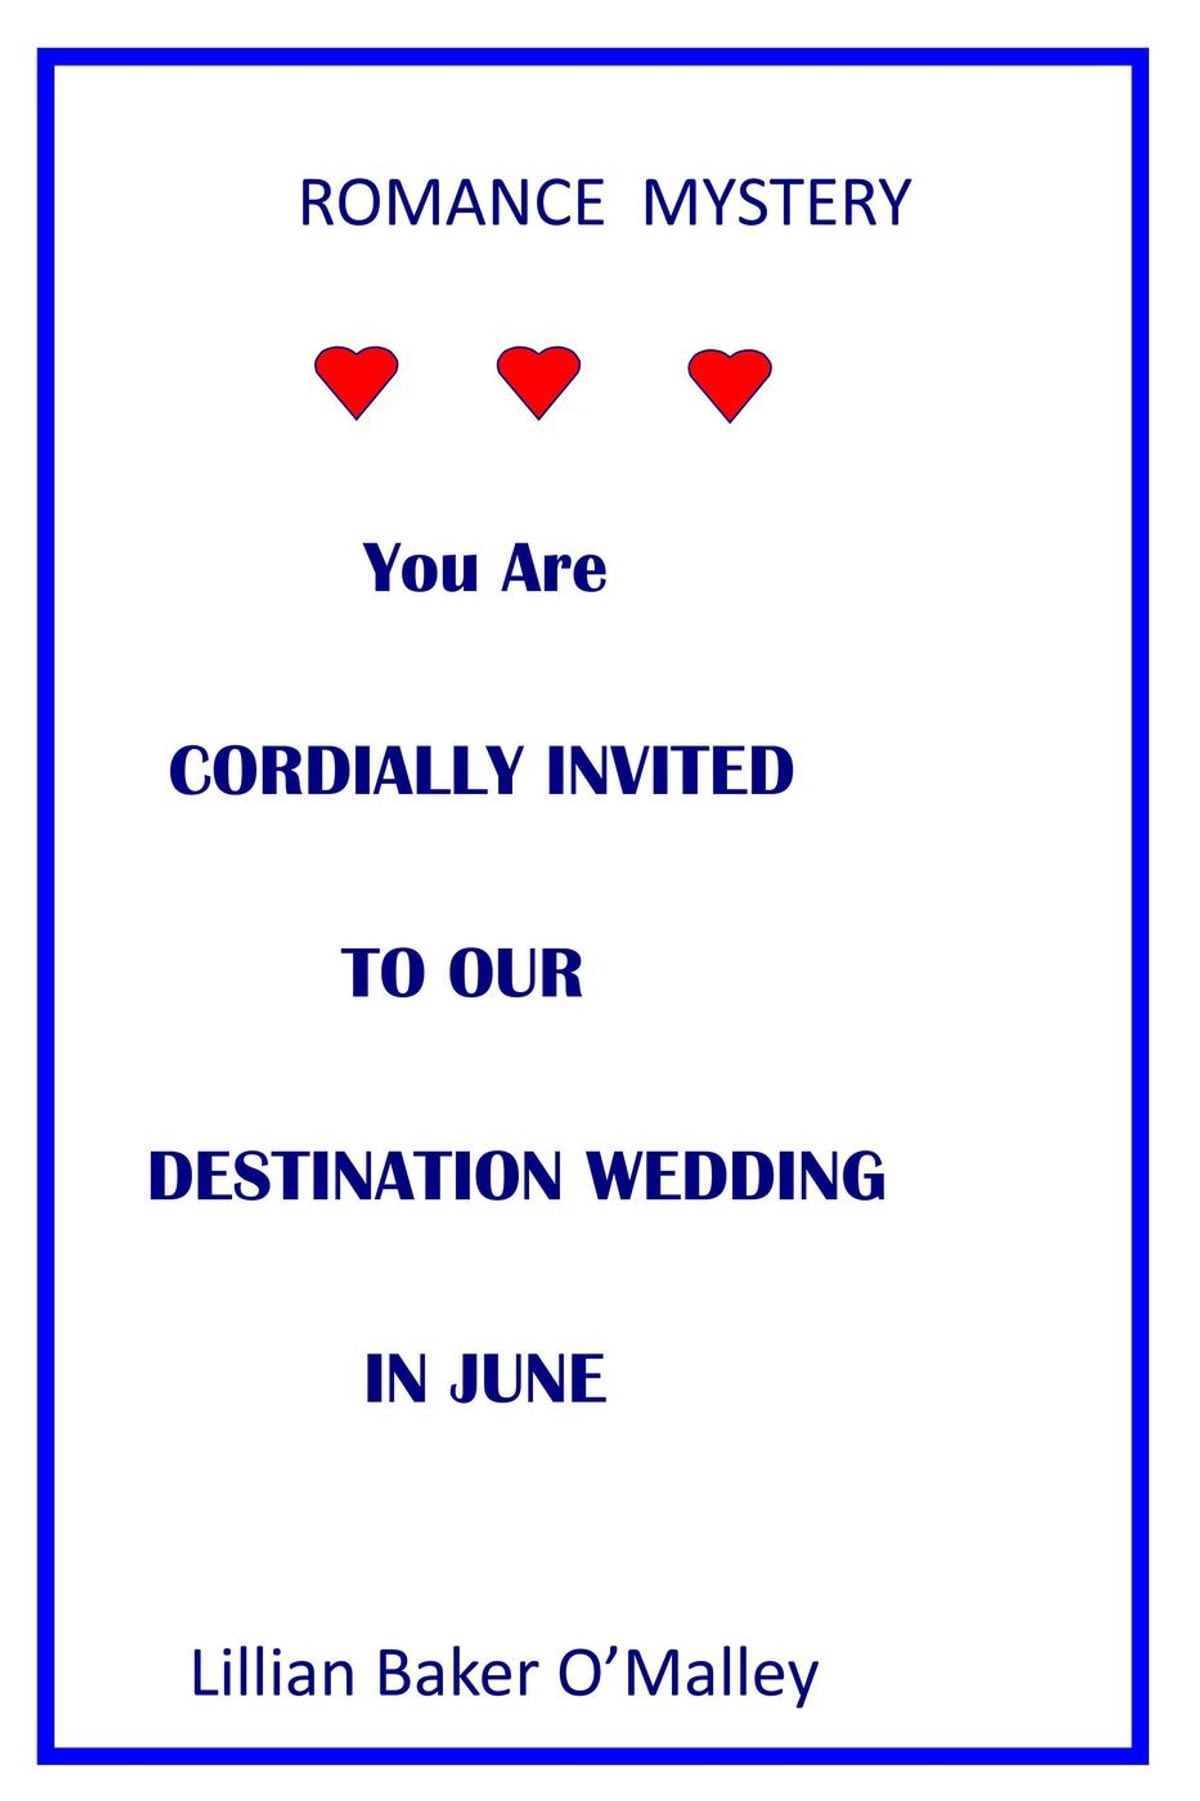 ROMANCE MYSTERY
You Are
CORDIALLY INVITED
TO OUR
DESTINATION WEDDING
IN JUNE
Lillian Baker O’Malley